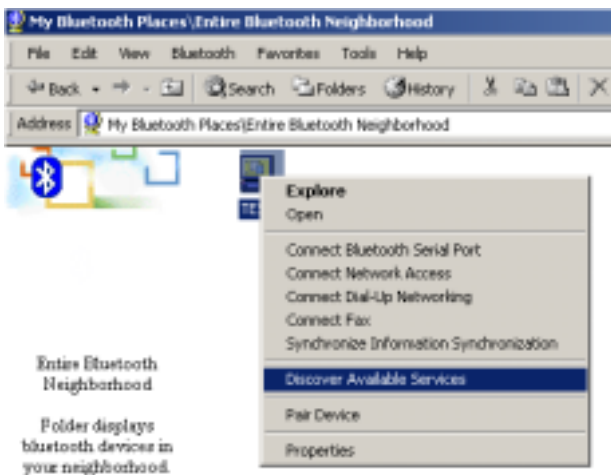 My Bluetooth Places\Entire Bluetooth Neighborhood
File Edit View Bluetooth Favorites Tools Help
Back Search Folders History
Address My Bluetooth Places\Entire Bluetooth Neighborhood
Explore
Open
Connect Bluetooth Serial Port
Connect Network Access
Connect Dial-Up Networking
Connect Fax
Synchronize Information Synchronization
Discover Available Services
Pair Device
Properties
Entire Bluetooth
Neighborhood
Folder displays
bluetooth devices in
your neighborhood.